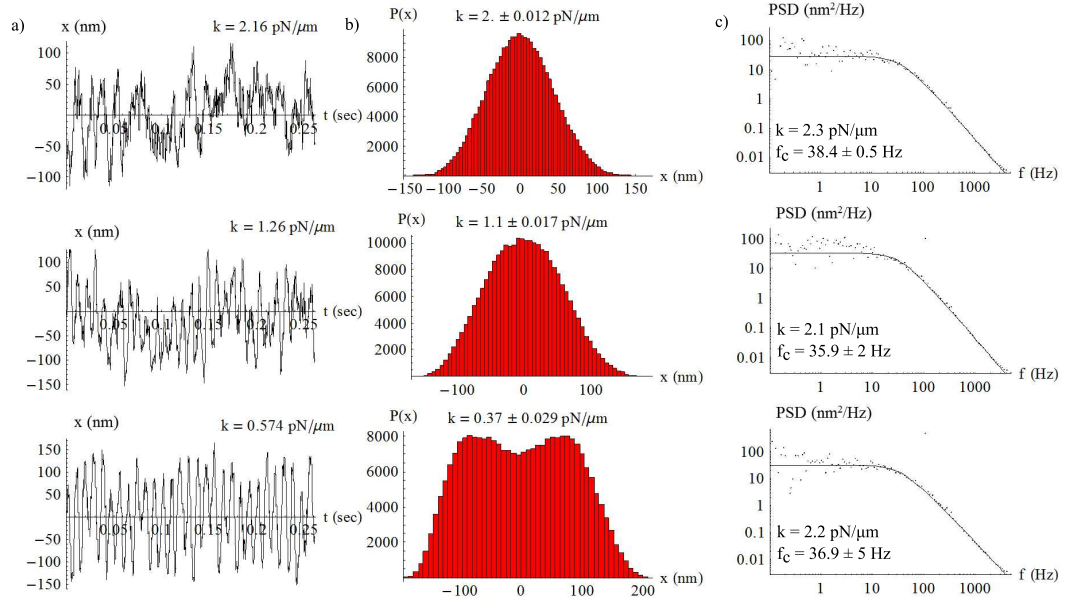 a)
x (nm)
k = 2.16 pN/μm
100
50
−50
−100
0.05
0.1
0.15
0.2
0.25
t (sec)
b)
P(x)
k = 2. ± 0.012 pN/μm
8000
6000
4000
2000
−150
−100
−50
0
50
100
150
x (nm)
c)
PSD (nm²/Hz)
100
10
1
0.1
0.01
k = 2.3 pN/μm
fc = 38.4 ± 0.5 Hz
1
10
100
1000
f (Hz)
x (nm)
k = 1.26 pN/μm
100
50
−50
−100
−150
0.05
0.1
0.15
0.2
0.25
t (sec)
P(x)
k = 1.1 ± 0.017 pN/μm
10000
8000
6000
4000
2000
−100
0
100
x (nm)
PSD (nm²/Hz)
100
10
1
0.1
0.01
k = 2.1 pN/μm
fc = 35.9 ± 2 Hz
1
10
100
1000
f (Hz)
x (nm)
k = 0.574 pN/μm
150
100
50
−50
−100
−150
0.05
0.1
0.15
0.2
0.25
t (sec)
P(x)
k = 0.37 ± 0.029 pN/μm
8000
6000
4000
2000
−100
0
100
200
x (nm)
PSD (nm²/Hz)
100
10
1
0.1
0.01
k = 2.2 pN/μm
fc = 36.9 ± 5 Hz
1
10
100
1000
f (Hz)